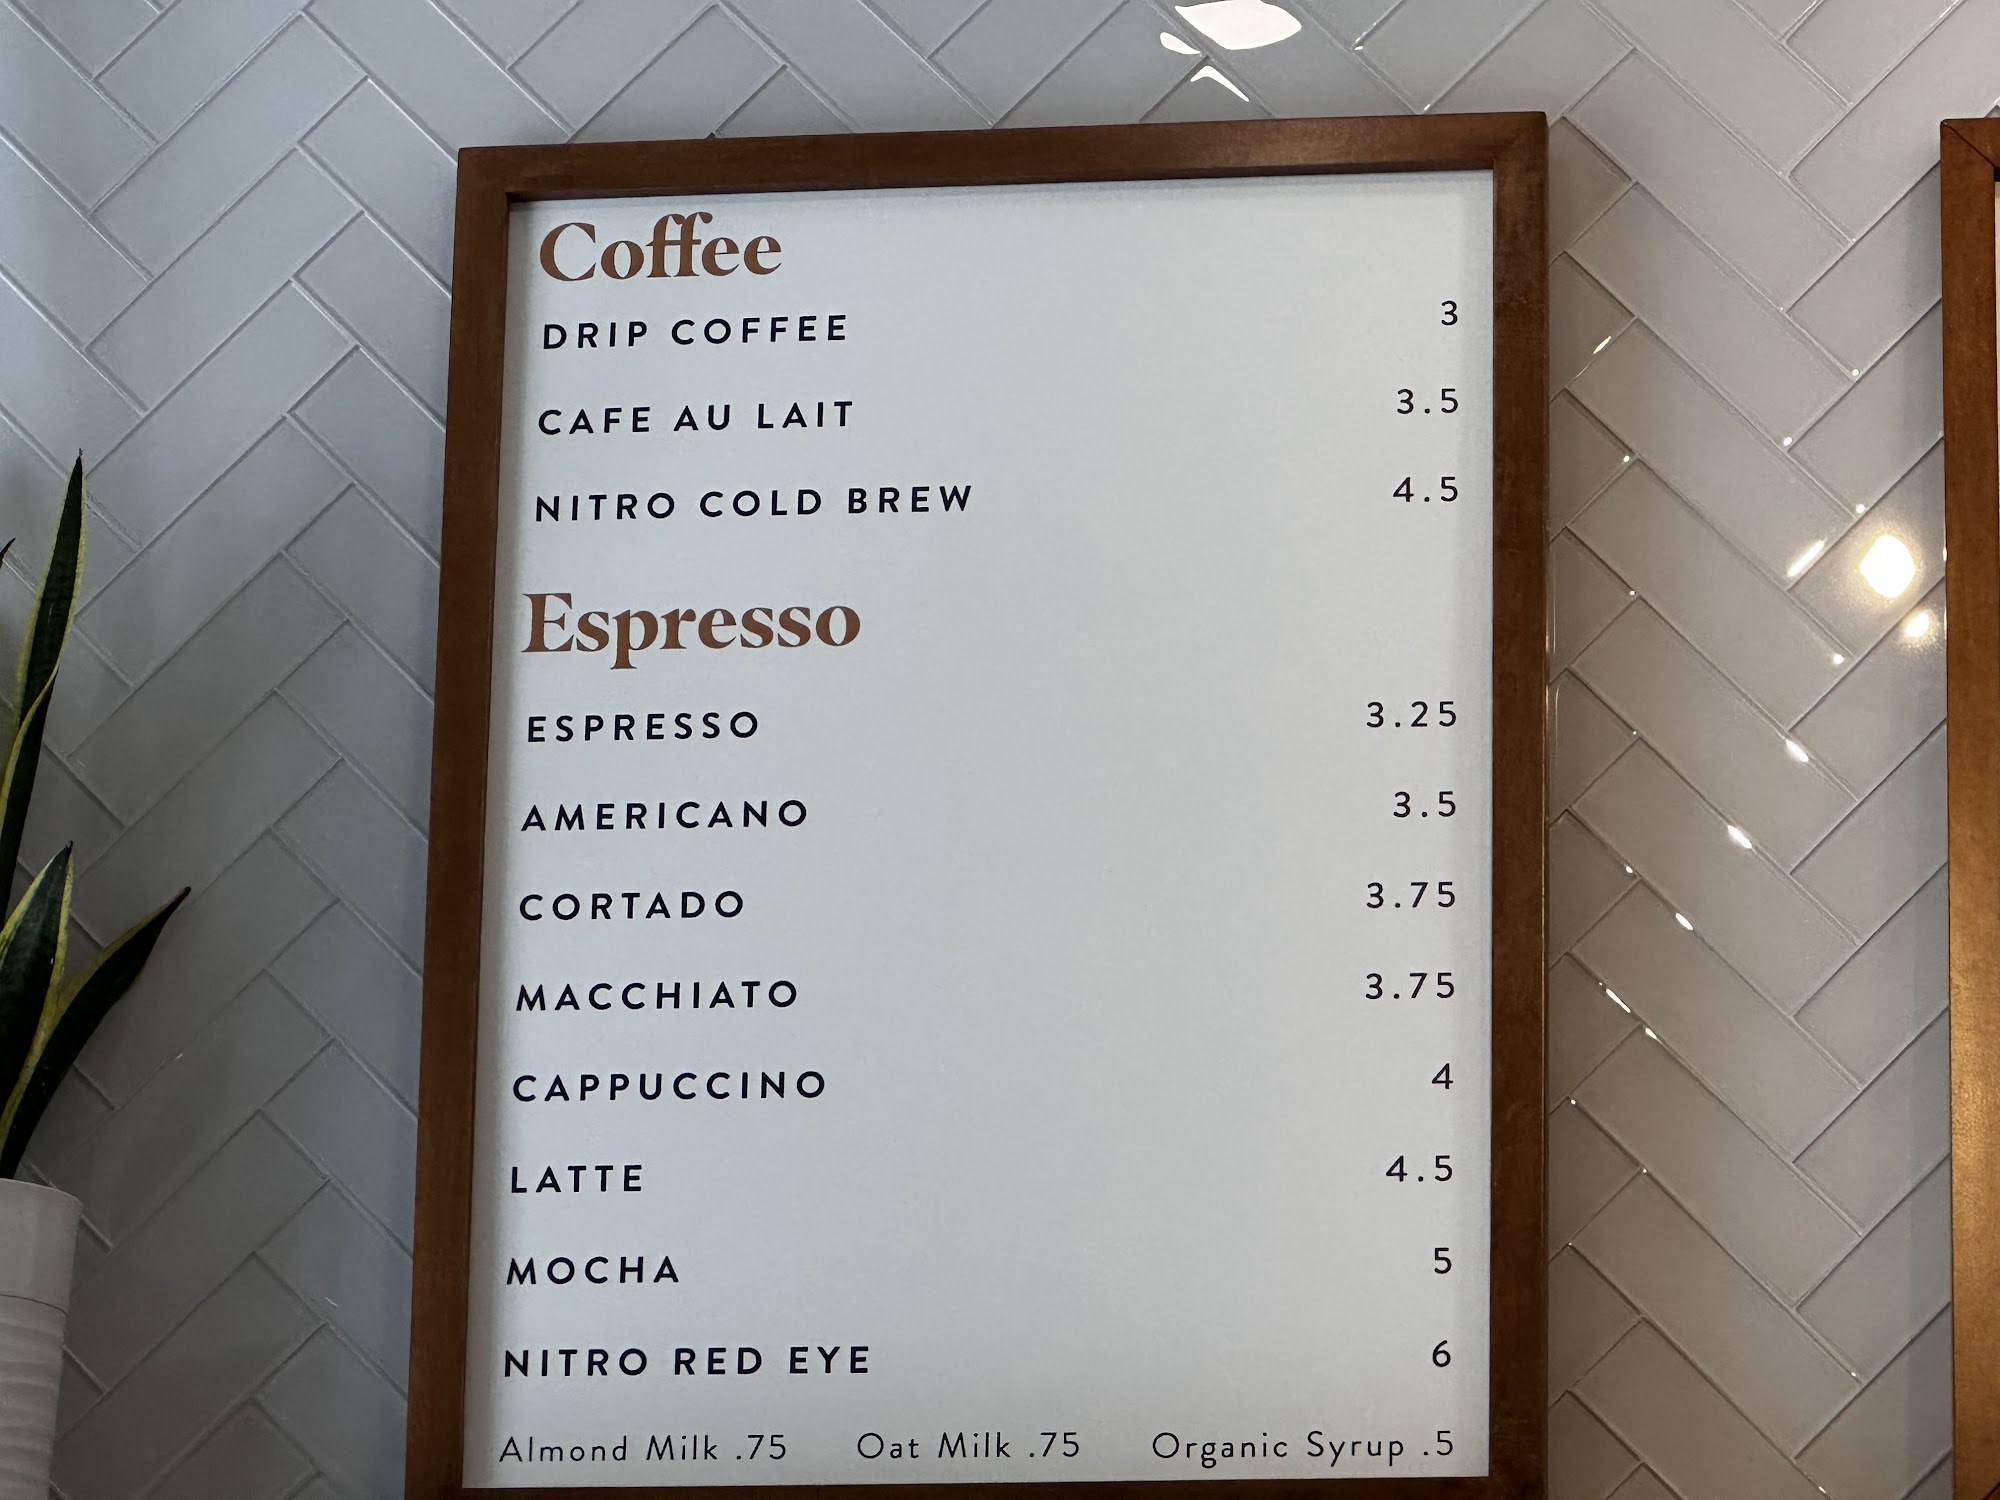 Coffee
DRIP COFFEE 3
CAFE AU LAIT 3.5
NITRO COLD BREW 4.5
Espresso
ESPRESSO 3.25
AMERICANO 3.5
CORTADO 3.75
MACCHIATO 3.75
CAPPUCCINO 4
LATTE 4.5
MOCHA 5
NITRO RED EYE 6
Almond Milk .75 Oat Milk .75 Organic Syrup .5